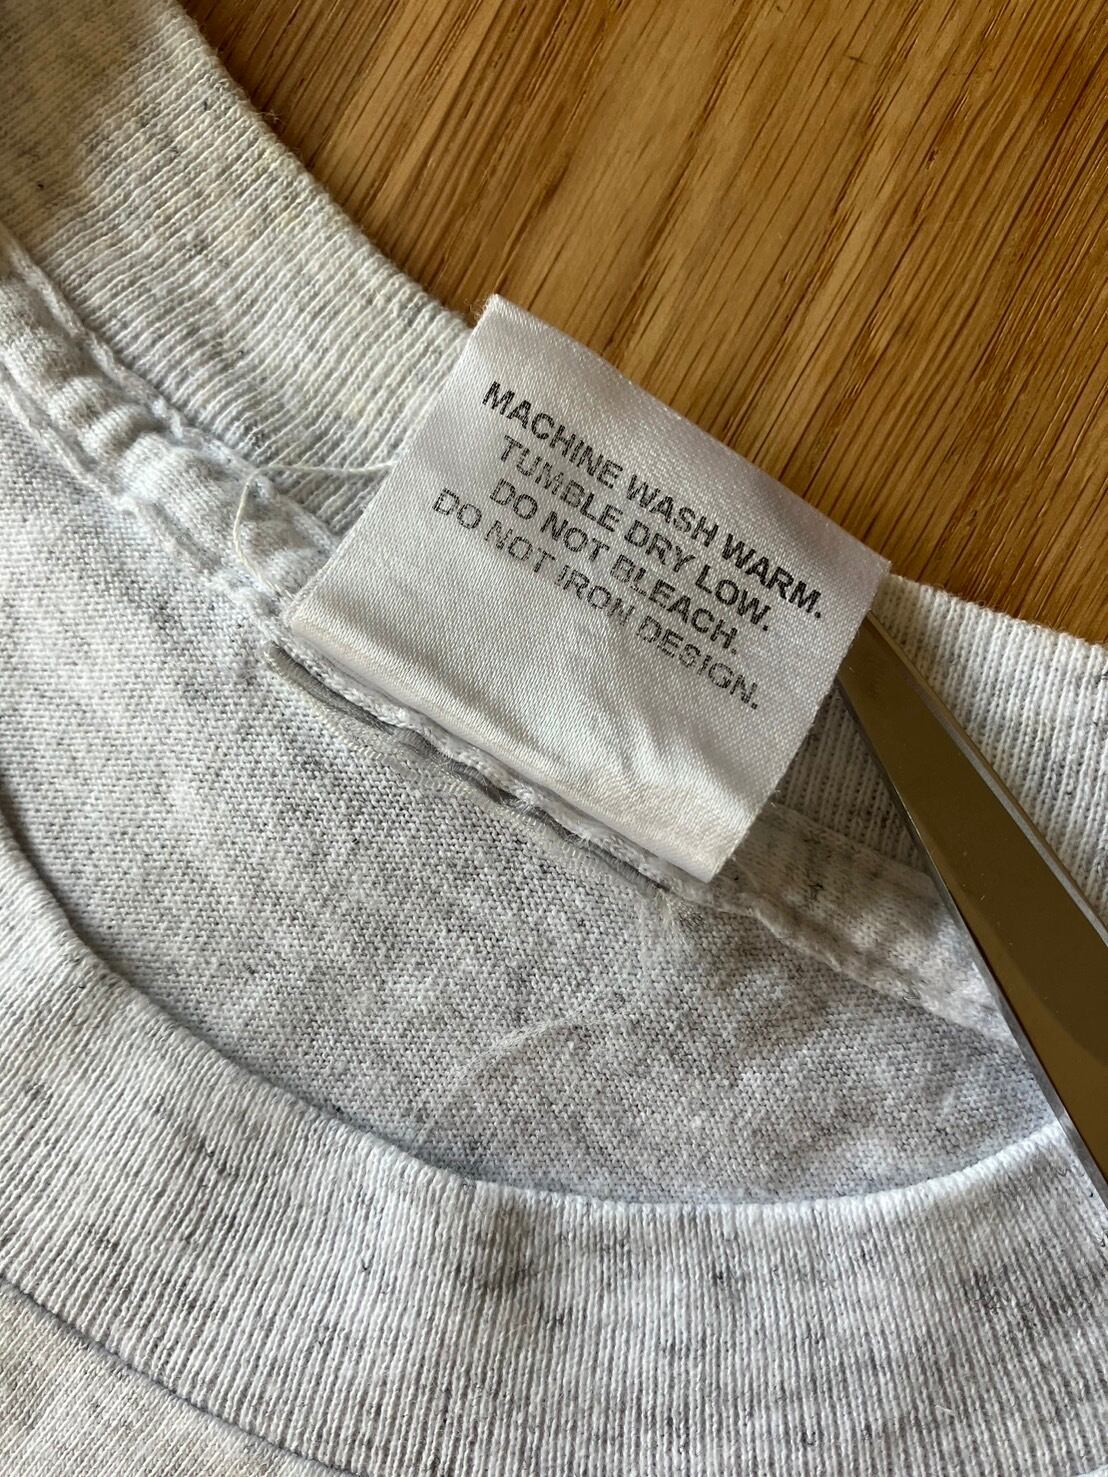 MACHINE WASH WARM.
TUMBLE DRY LOW.
DO NOT BLEACH.
DO NOT IRON DESIGN.